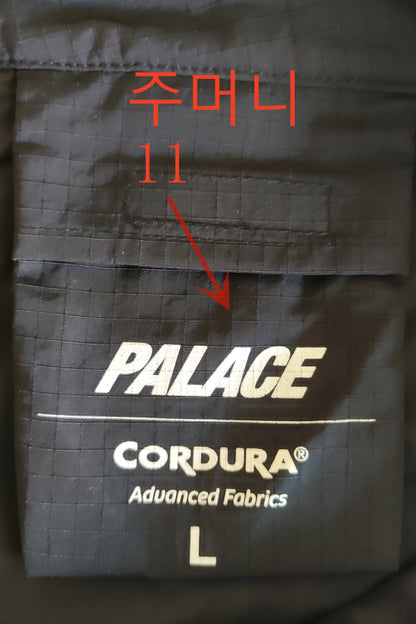 주머니
11
PALACE
CORDURA®
Advanced Fabrics
L